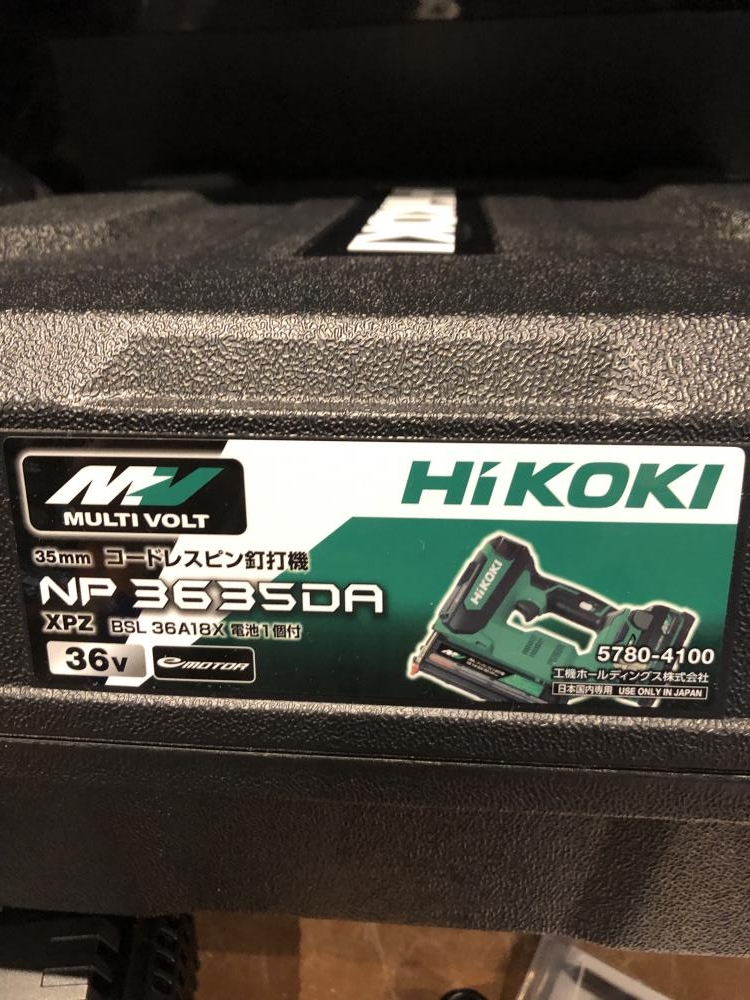 HiKOKI
MULTI VOLT
35mm コードレスピン釘打機
NP 3635DA
XPZ BSL 36A18X 電池1個付
36V
e MOTOR
HiKOKI
5780-4100
工機ホールディングス株式会社
日本国内専用 USE ONLY IN JAPAN